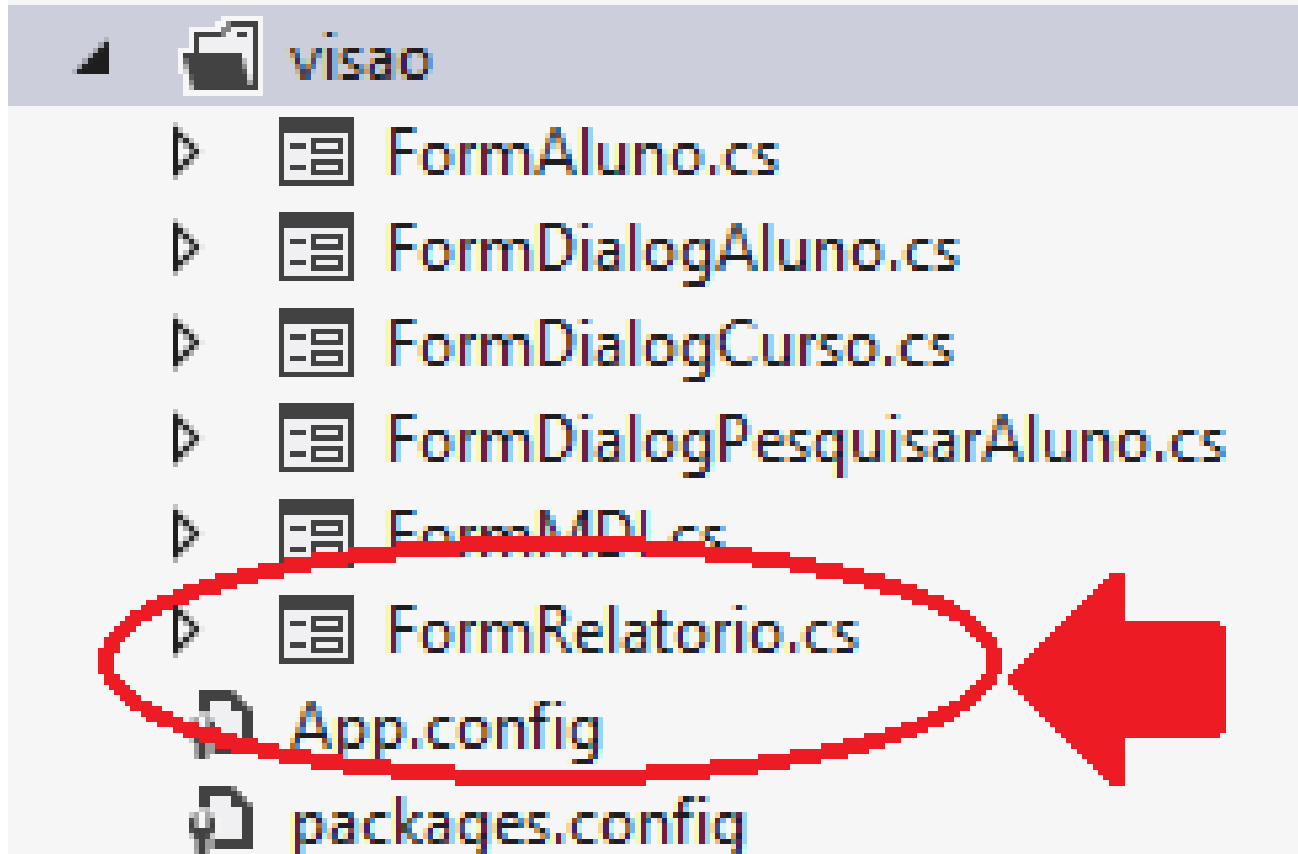 visao
FormAluno.cs
FormDialogAluno.cs
FormDialogCurso.cs
FormDialogPesquisarAluno.cs
FormMDI.cs
FormRelatorio.cs
App.config
packages.config